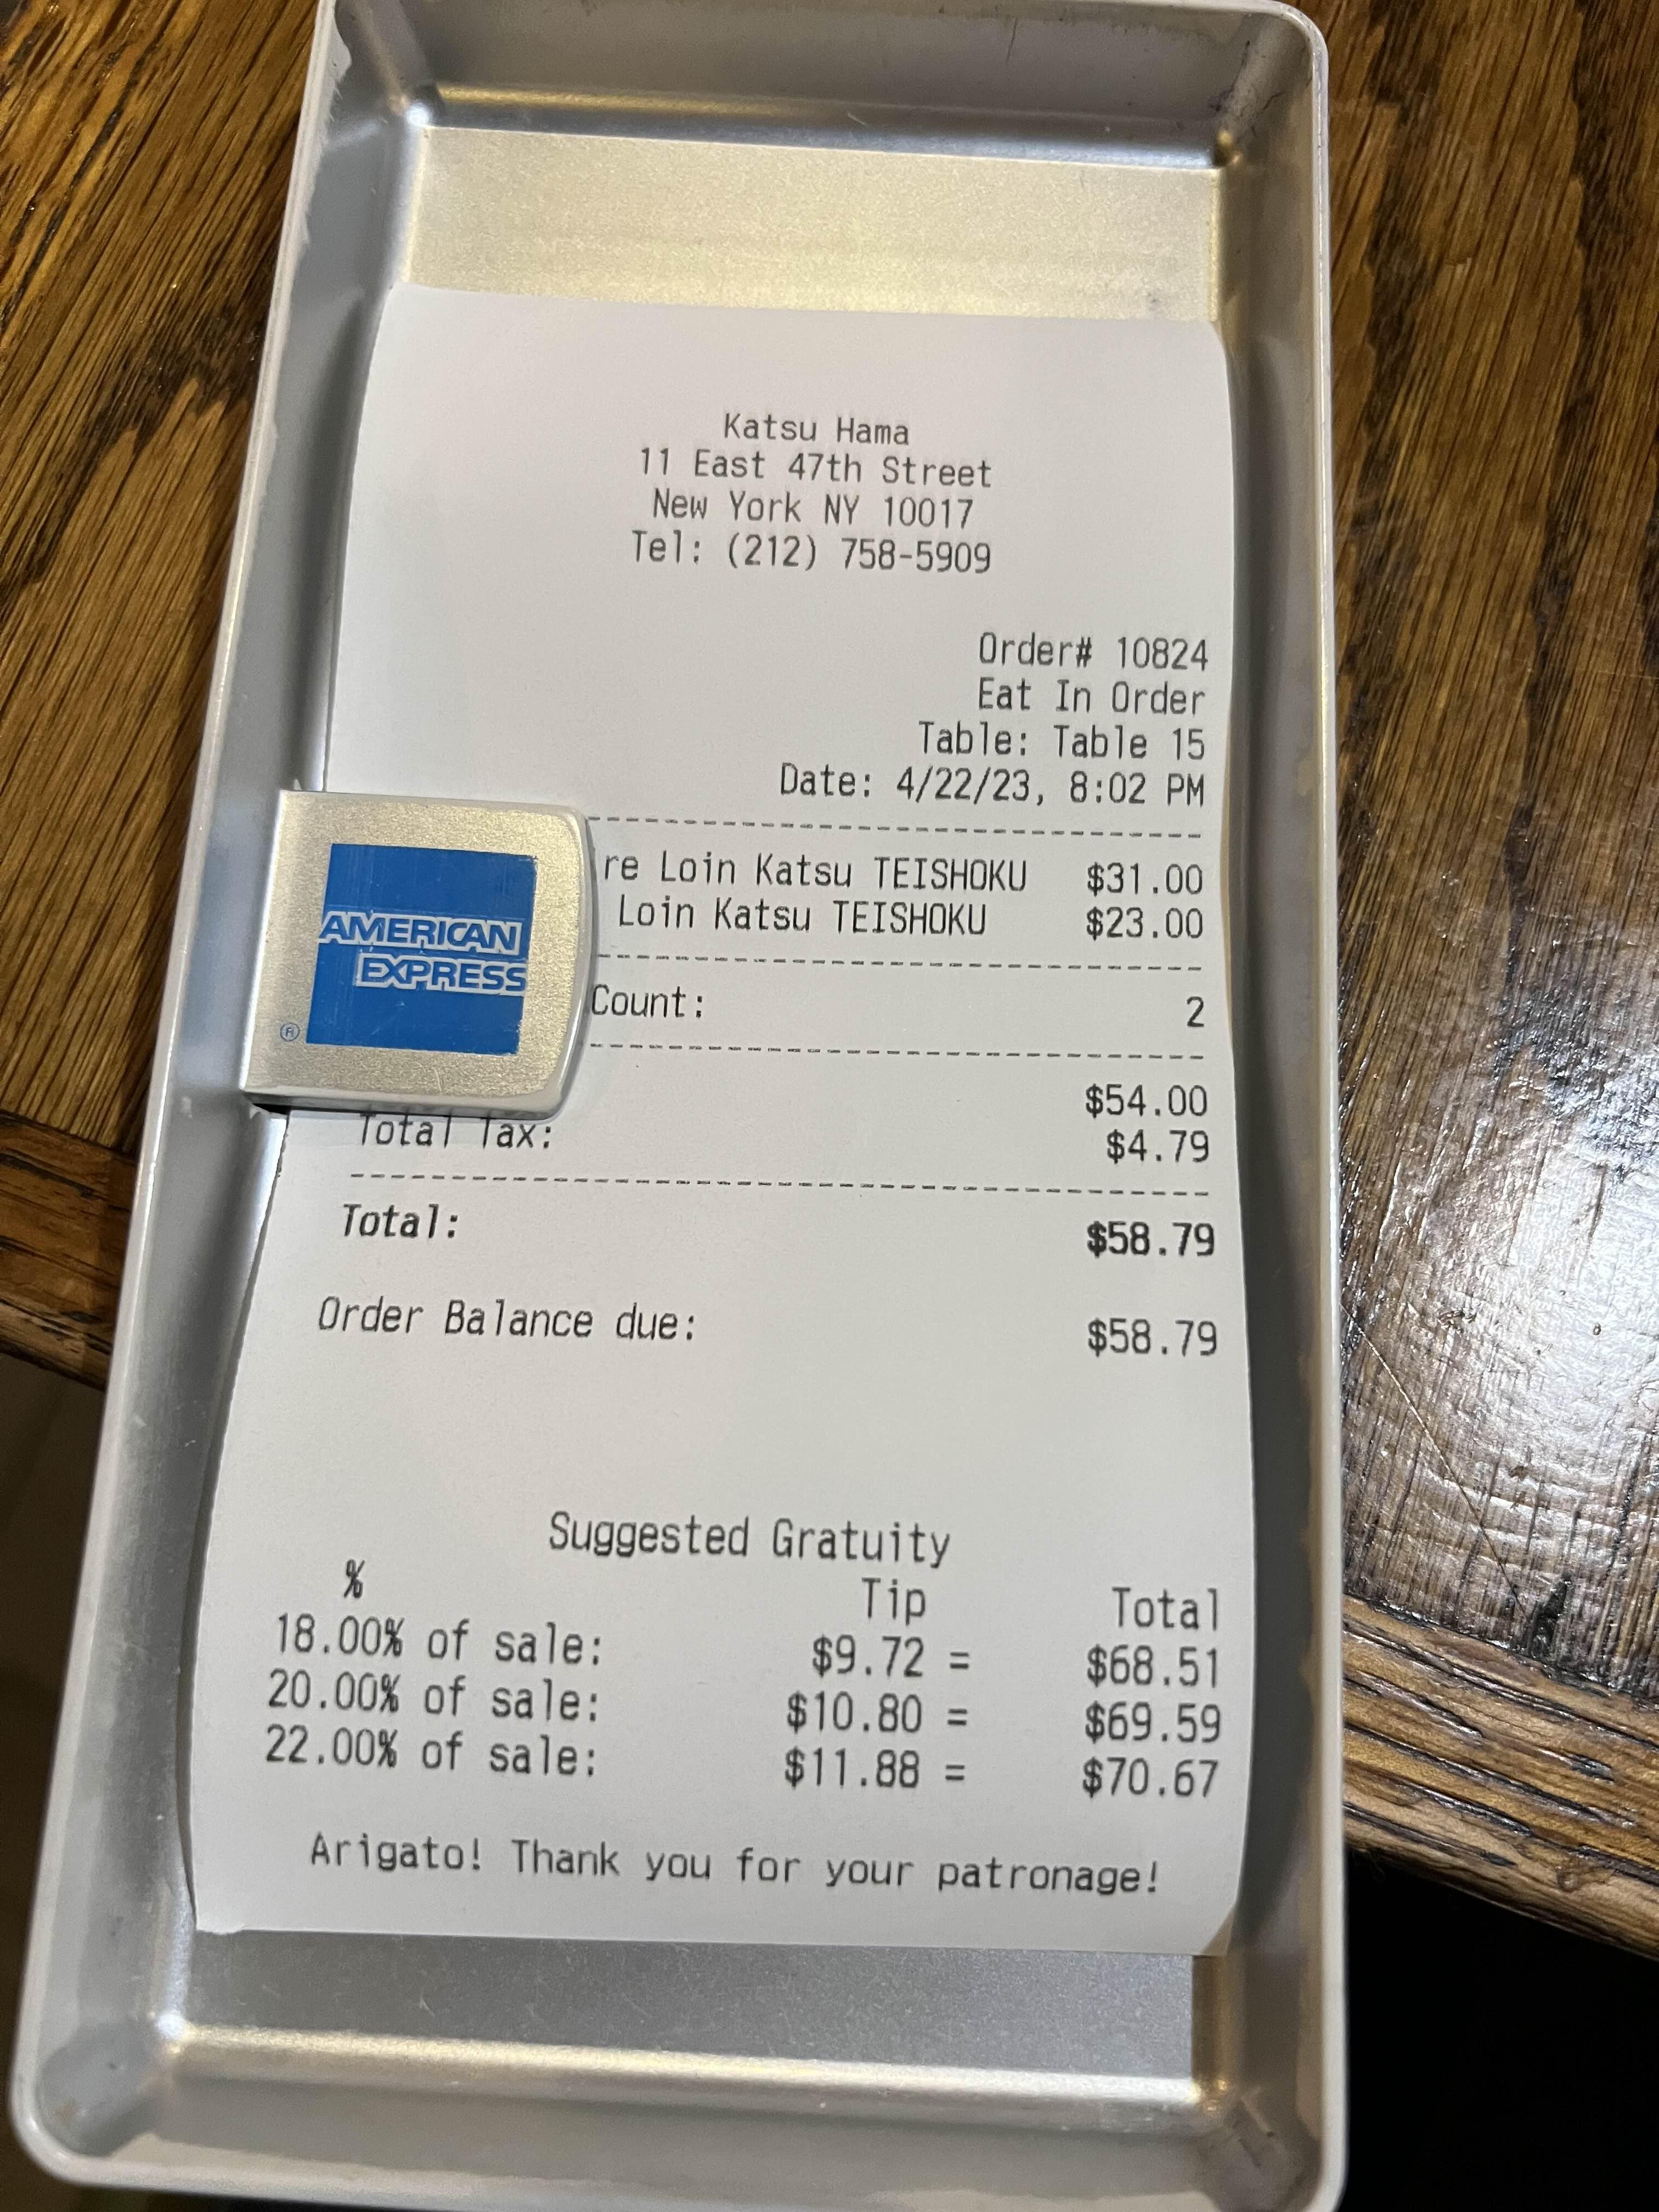 Katsu Hama
11 East 47th Street
New York NY 10017
Tel: (212) 758-5909
Order# 10824
Eat In Order
Table: Table 15
Date: 4/22/23, 8:02 PM
AMERICAN
EXPRESS
®
re Loin Katsu TEISHOKU $31.00
Loin Katsu TEISHOKU $23.00
Count: 2
$54.00
Total Tax: $4.79
Total: $58.79
Order Balance due: $58.79
Suggested Gratuity
% Tip Total
18.00% of sale: $9.72 = $68.51
20.00% of sale: $10.80 = $69.59
22.00% of sale: $11.88 = $70.67
Arigato! Thank you for your patronage!